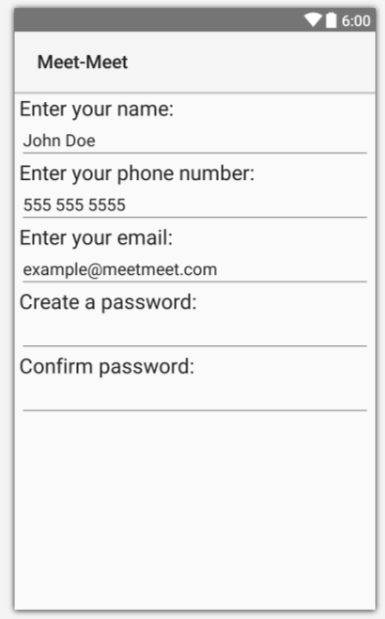 6:00
Meet-Meet
Enter your name:
John Doe
Enter your phone number:
555 555 5555
Enter your email:
example@meetmeet.com
Create a password:
Confirm password: